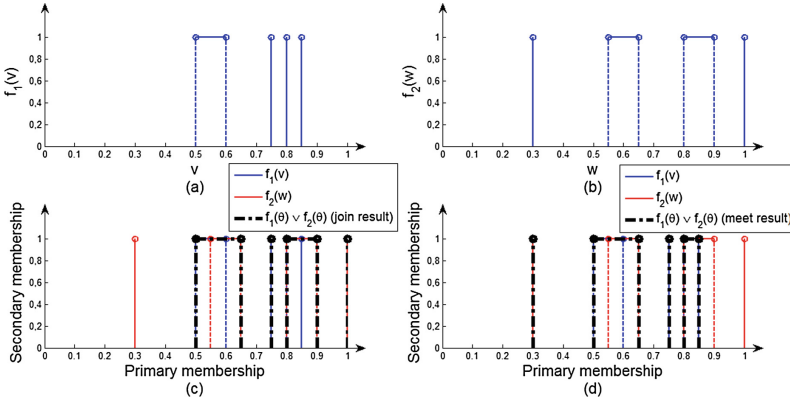 f1(v)
1
0,8
0,6
0,4
0,2
0
0 0.1 0.2 0.3 0.4 0.5 0.6 0.7 0.8 0.9 1
v
(a)
f2(w)
1
0,8
0,6
0,4
0,2
0
0 0.1 0.2 0.3 0.4 0.5 0.6 0.7 0.8 0.9 1
w
(b)
f1(v)
f2(w)
f1(θ) ∨ f2(θ) (join result)
Secondary membership
1
0,8
0,6
0,4
0,2
0
0 0.1 0.2 0.3 0.4 0.5 0.6 0.7 0.8 0.9 1
Primary membership
(c)
f1(v)
f2(w)
f1(θ) ∨ f2(θ) (meet result)
Secondary membership
1
0,8
0,6
0,4
0,2
0
0 0.1 0.2 0.3 0.4 0.5 0.6 0.7 0.8 0.9 1
Primary membership
(d)